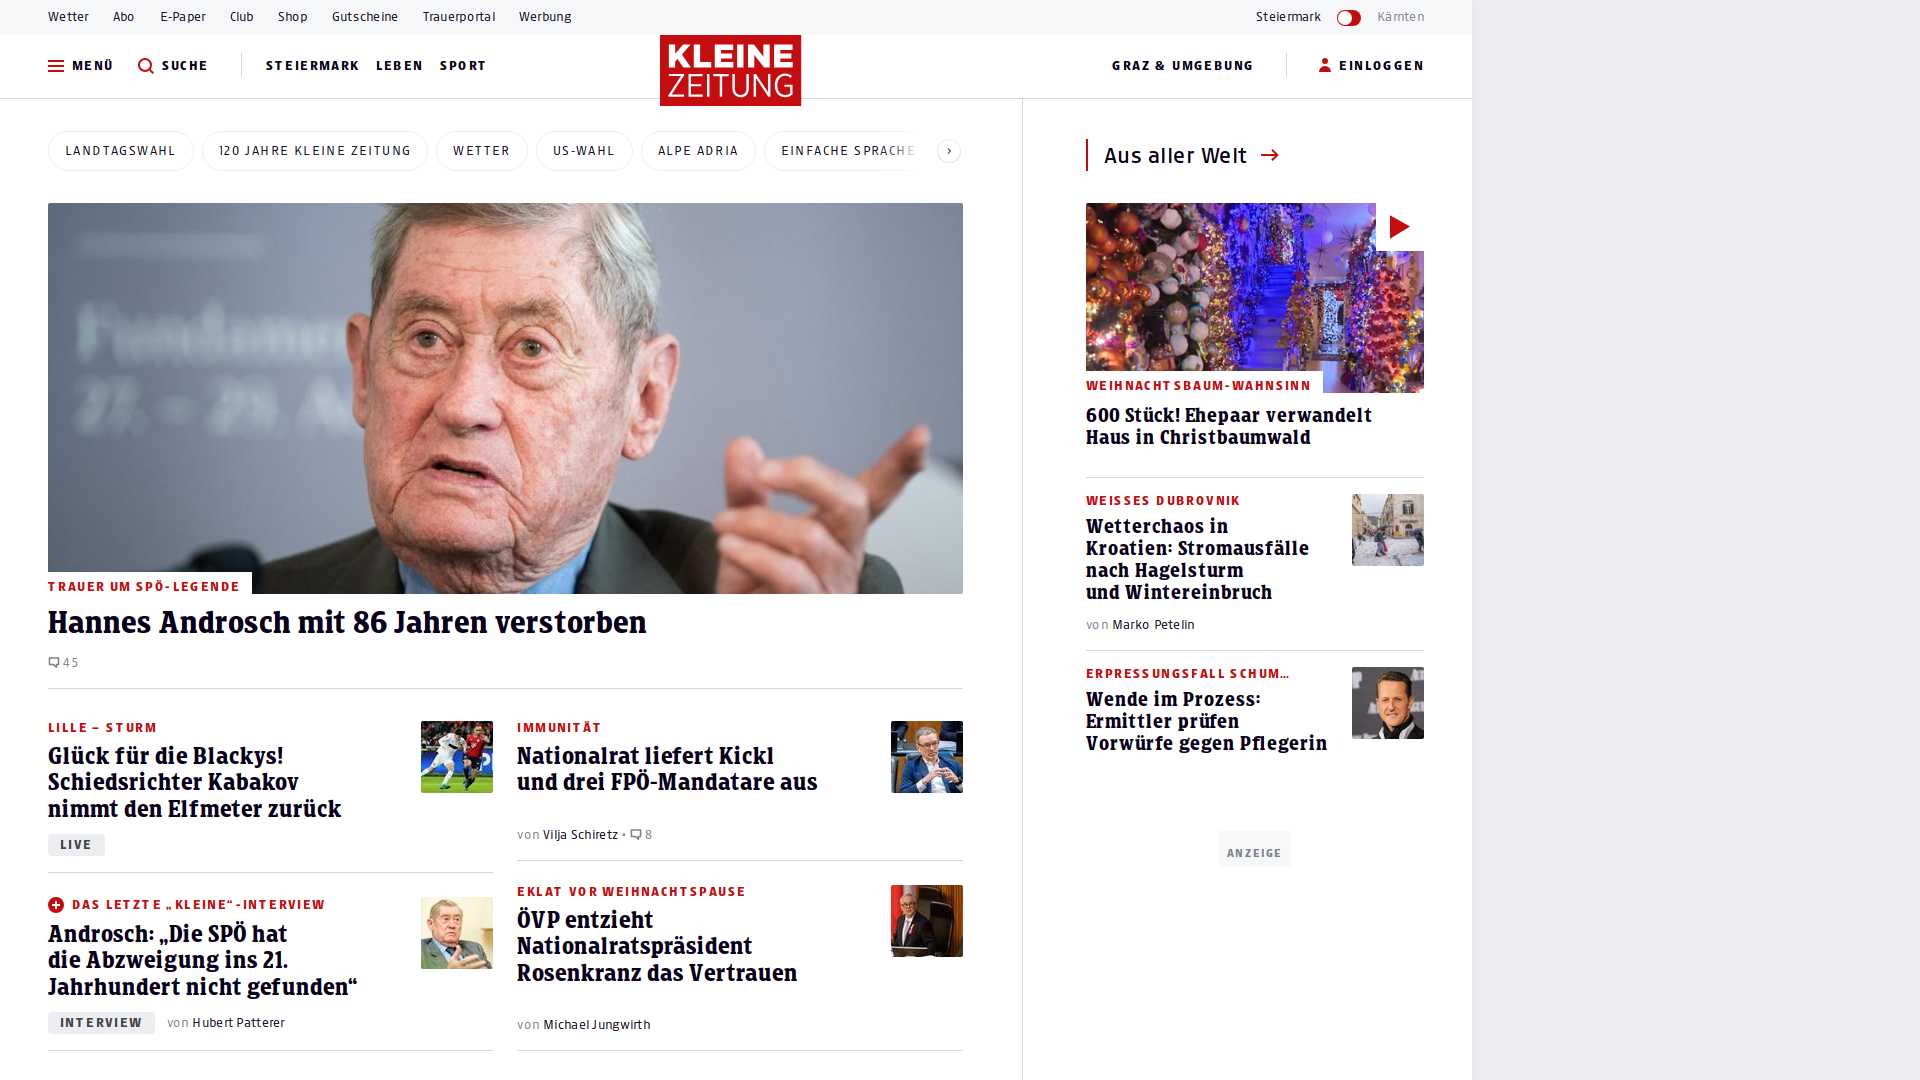 Wetter Abo E-Paper Club Shop Gutscheine Trauerportal Werbung Steiermark Kärnten
MENÜ SUCHE STEIERMARK LEBEN SPORT KLEINE ZEITUNG GRAZ & UMGEBUNG EINLOGGEN
LANDTAGSWAHL 120 JAHRE KLEINE ZEITUNG WETTER US-WAHL ALPE ADRIA EINFACHE SPRACHE
TRAUER UM SPÖ-LEGENDE
Hannes Androsch mit 86 Jahren verstorben
45
LILLE – STURM
Glück für die Blackys!
Schiedsrichter Kabakov
nimmt den Elfmeter zurück
LIVE
DAS LETZTE „KLEINE“-INTERVIEW
Androsch: „Die SPÖ hat
die Abzweigung ins 21.
Jahrhundert nicht gefunden“
INTERVIEW von Hubert Patterer
IMMUNITÄT
Nationalrat liefert Kickl
und drei FPÖ-Mandatare aus
von Vilja Schiretz • 8
EKLAT VOR WEIHNACHTSPAUSE
ÖVP entzieht
Nationalratspräsident
Rosenkranz das Vertrauen
von Michael Jungwirth
Aus aller Welt
WEIHNACHTSBAUM-WAHNSINN
600 Stück! Ehepaar verwandelt
Haus in Christbaumwald
WEISSES DUBROVNIK
Wetterchaos in
Kroatien: Stromausfälle
nach Hagelsturm
und Wintereinbruch
von Marko Petelin
ERPRESSUNGSFALL SCHUM…
Wende im Prozess:
Ermittler prüfen
Vorwürfe gegen Pflegerin
ANZEIGE